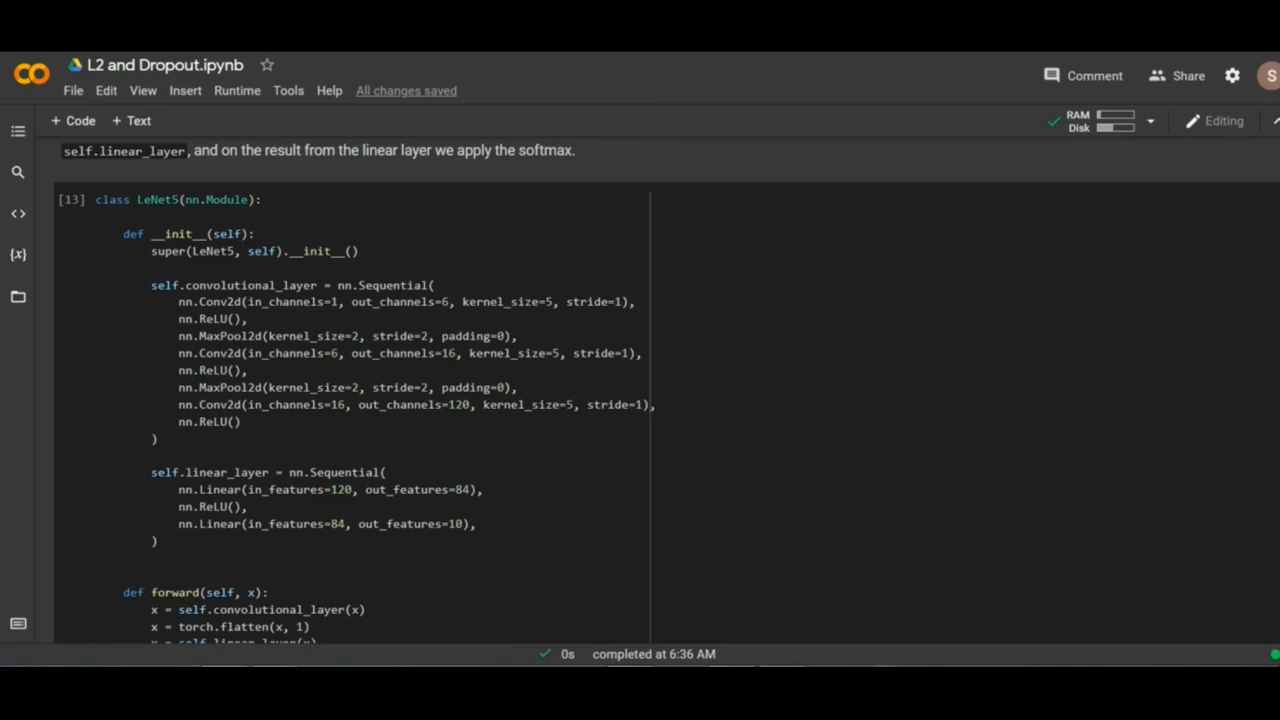 L2 and Dropout.ipynb
File Edit View Insert Runtime Tools Help All changes saved
Comment Share S
+ Code + Text
RAM
Disk
Editing
self.linear_layer, and on the result from the linear layer we apply the softmax.
[13] class LeNet5(nn.Module):
def __init__(self):
super(LeNet5, self).__init__()
self.convolutional_layer = nn.Sequential(
nn.Conv2d(in_channels=1, out_channels=6, kernel_size=5, stride=1),
nn.ReLU(),
nn.MaxPool2d(kernel_size=2, stride=2, padding=0),
nn.Conv2d(in_channels=6, out_channels=16, kernel_size=5, stride=1),
nn.ReLU(),
nn.MaxPool2d(kernel_size=2, stride=2, padding=0),
nn.Conv2d(in_channels=16, out_channels=120, kernel_size=5, stride=1),
nn.ReLU()
)
self.linear_layer = nn.Sequential(
nn.Linear(in_features=120, out_features=84),
nn.ReLU(),
nn.Linear(in_features=84, out_features=10),
)
def forward(self, x):
x = self.convolutional_layer(x)
x = torch.flatten(x, 1)
x = self.linear_layer(x)
0s completed at 6:36 AM